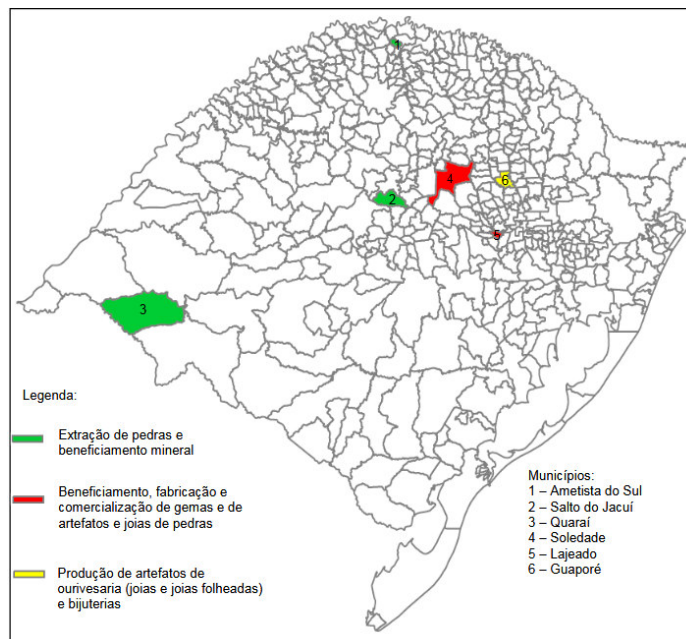 1
4
6
2
5
3
Legenda:
Extração de pedras e
beneficiamento mineral
Beneficiamento, fabricação e
comercialização de gemas e de
artefatos e joias de pedras
Produção de artefatos de
ourivesaria (joias e joias folheadas)
e bijuterias
Municípios:
1 – Ametista do Sul
2 – Salto do Jacuí
3 – Quaraí
4 – Soledade
5 – Lajeado
6 – Guaporé